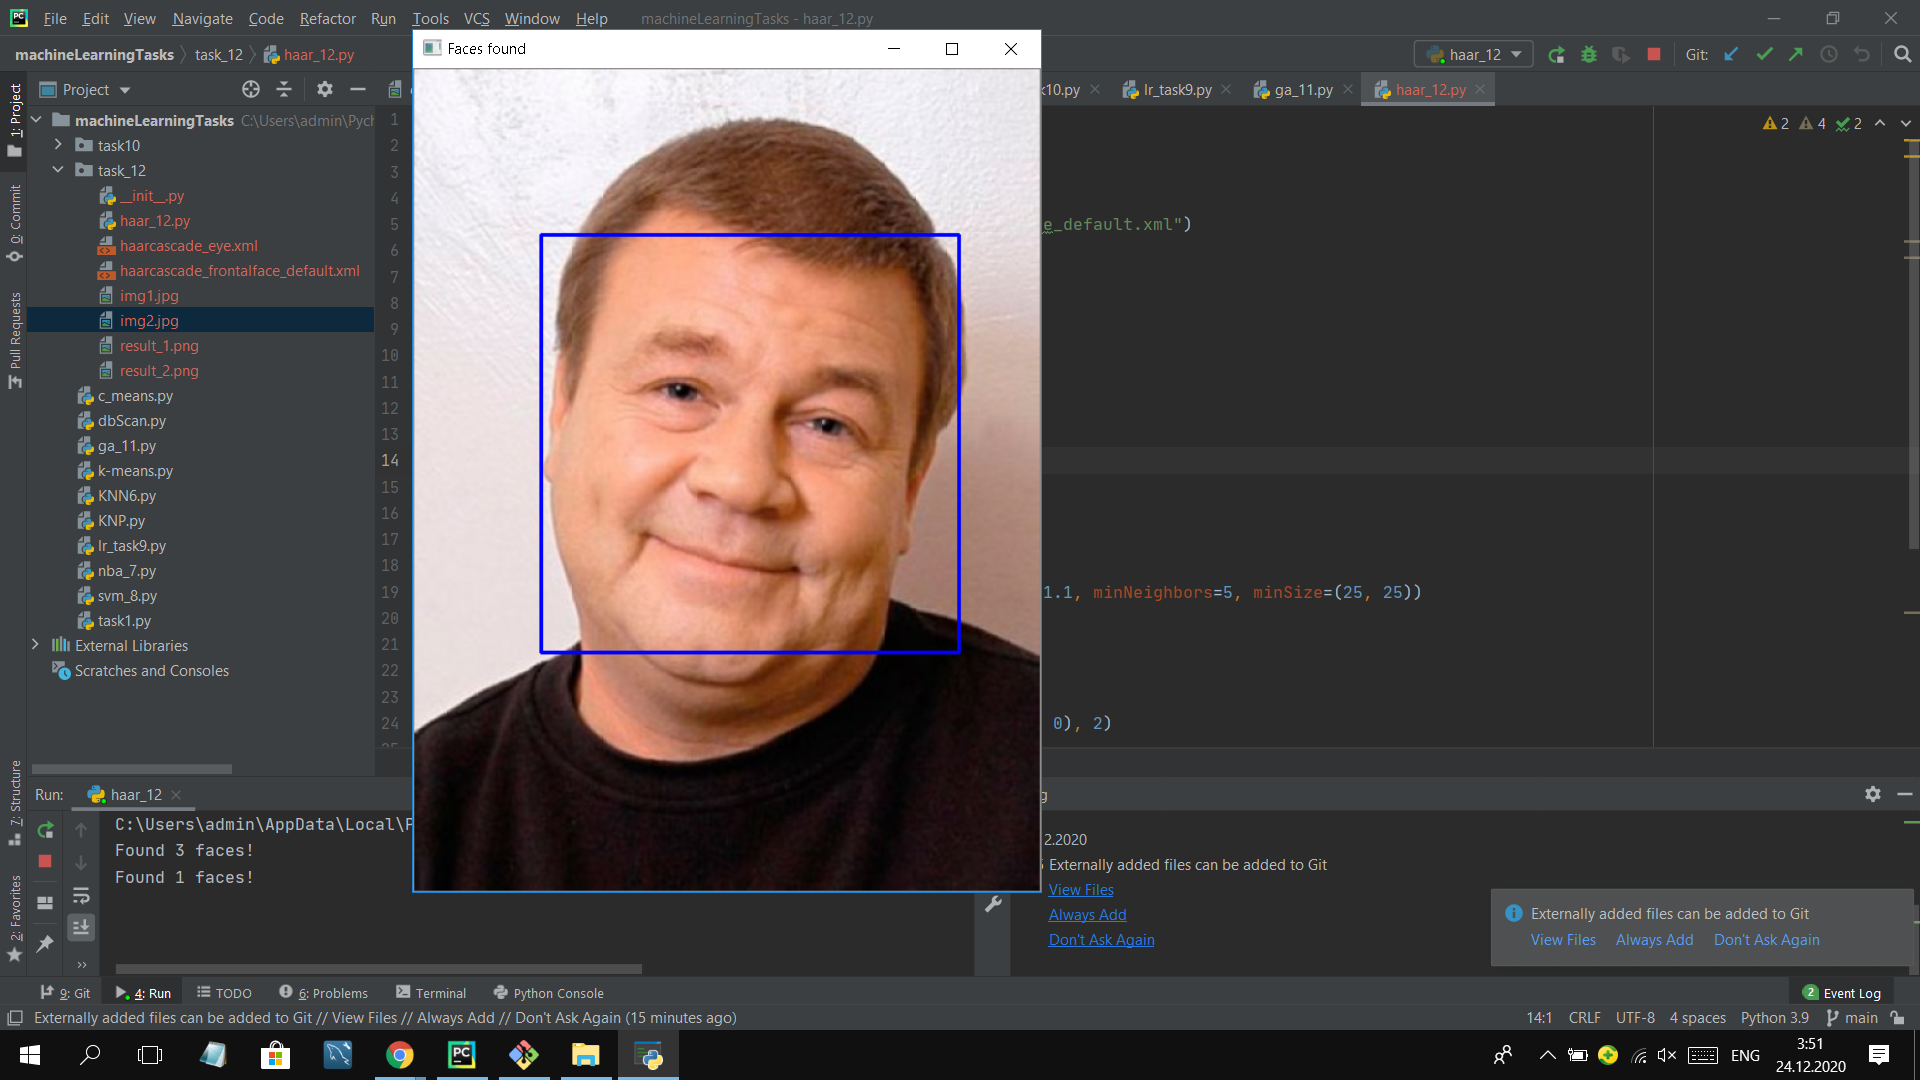 File Edit View Navigate Code Refactor Run Tools VCS Window Help machineLearningTasks - haar_12.py
machineLearningTasks task_12 haar_12.py
haar_12 Git:
Faces found
Project
k10.py lr_task9.py ga_11.py haar_12.py
machineLearningTasks C:\Users\admin\Pych
task10
task_12
__init__.py
haar_12.py
haarcascade_eye.xml
haarcascade_frontalface_default.xml
img1.jpg
img2.jpg
result_1.png
result_2.png
c_means.py
dbScan.py
ga_11.py
k-means.py
KNN6.py
KNP.py
lr_task9.py
nba_7.py
svm_8.py
task1.py
External Libraries
Scratches and Consoles
1: Project
0: Commit
Pull Requests
7: Structure
2: Favorites
1
2
3
4
5
6
7
8
9
10
11
12
13
14
15
16
17
18
19
20
21
22
23
24
2 4 2
e_default.xml")
1.1, minNeighbors=5, minSize=(25, 25))
0), 2)
Run: haar_12
C:\Users\admin\AppData\Local\P
Found 3 faces!
Found 1 faces!
g
2.2020
Externally added files can be added to Git
View Files
Always Add
Don't Ask Again
Externally added files can be added to Git
View Files Always Add Don't Ask Again
9: Git 4: Run TODO 6: Problems Terminal Python Console 2 Event Log
Externally added files can be added to Git // View Files // Always Add // Don't Ask Again (15 minutes ago) 14:1 CRLF UTF-8 4 spaces Python 3.9 main
PC ENG
3:51
24.12.2020